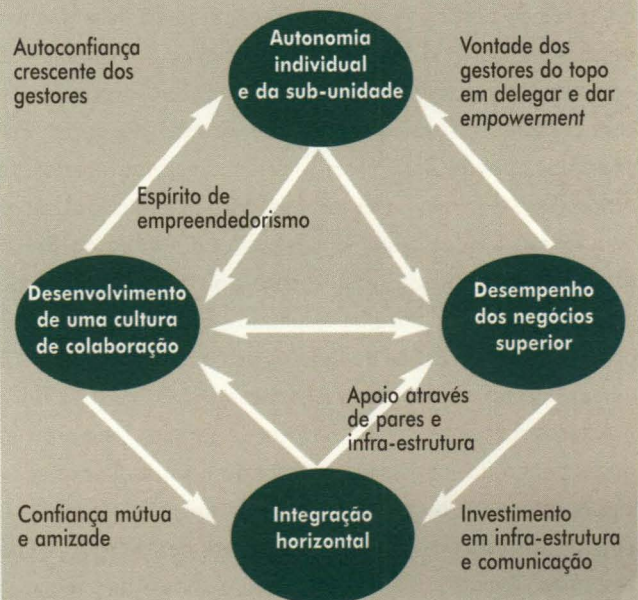 Autoconfiança
crescente dos
gestores
Autonomia
individual
e da sub-unidade
Vontade dos
gestores do topo
em delegar e dar
empowerment
Espírito de
empreendedorismo
Desenvolvimento
de uma cultura
de colaboração
Desempenho
dos negócios
superior
Apoio através
de pares e
infra-estrutura
Confiança mútua
e amizade
Integração
horizontal
Investimento
em infra-estrutura
e comunicação